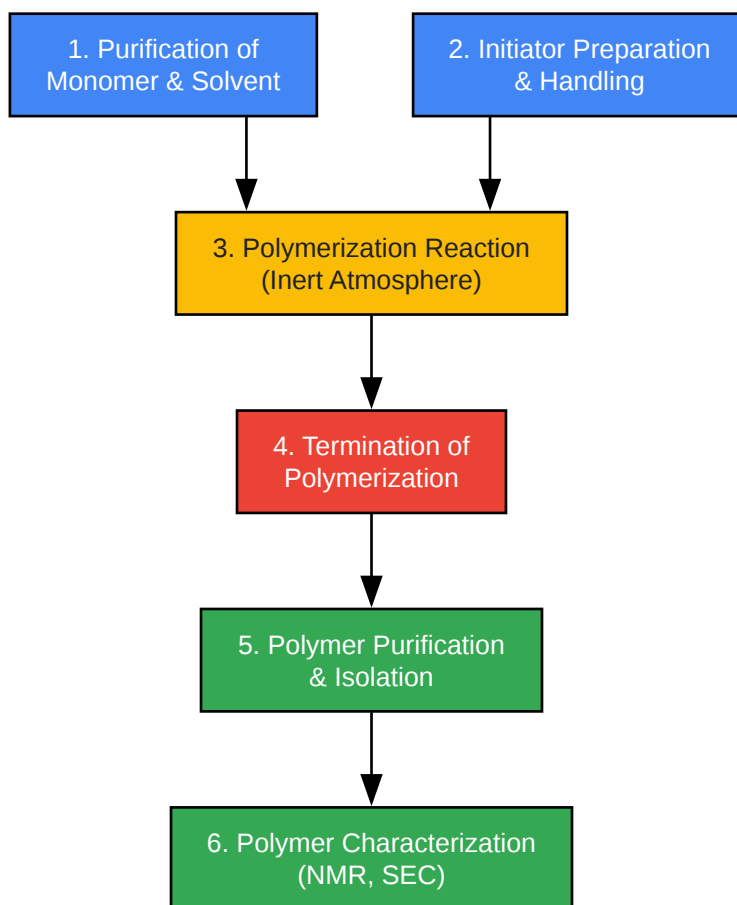 1. Purification of
Monomer & Solvent
2. Initiator Preparation
& Handling
3. Polymerization Reaction
(Inert Atmosphere)
4. Termination of
Polymerization
5. Polymer Purification
& Isolation
6. Polymer Characterization
(NMR, SEC)